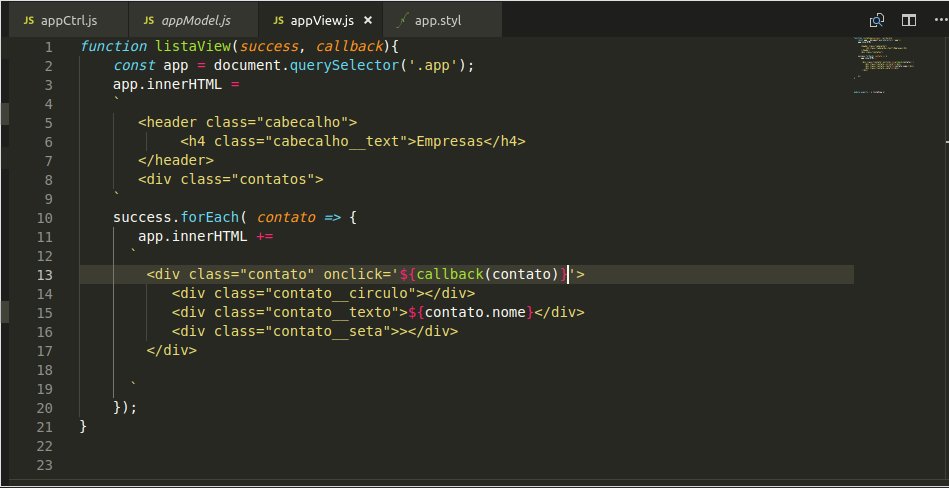 JS appCtrl.js JS appModel.js JS appView.js × app.styl
1 function listaView(success, callback){
2 const app = document.querySelector('.app');
3 app.innerHTML =
4 `
5 <header class="cabecalho">
6 <h4 class="cabecalho__text">Empresas</h4>
7 </header>
8 <div class="contatos">
9 `
10 success.forEach( contato => {
11 app.innerHTML +=
12 `
13 <div class="contato" onclick='${callback(contato)}'>
14 <div class="contato__circulo"></div>
15 <div class="contato__texto">${contato.nome}</div>
16 <div class="contato__seta">></div>
17 </div>
18
19 `
20 });
21 }
22
23